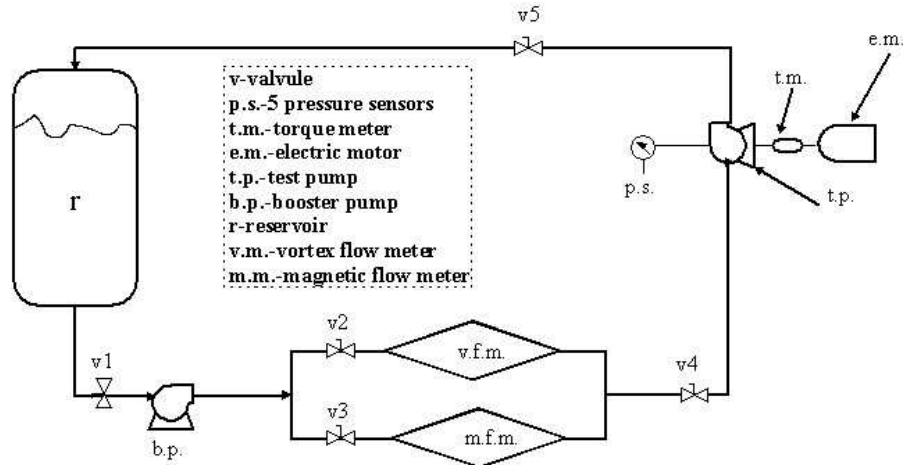 v5
e.m.
t.m.
v-valvule
p.s.-5 pressure sensors
t.m.-torque meter
e.m.-electric motor
t.p.-test pump
b.p.-booster pump
r-reservoir
v.m.-vortex flow meter
m.m.-magnetic flow meter
p.s.
t.p.
r
v1
v2
v.f.m.
v4
v3
m.f.m.
b.p.